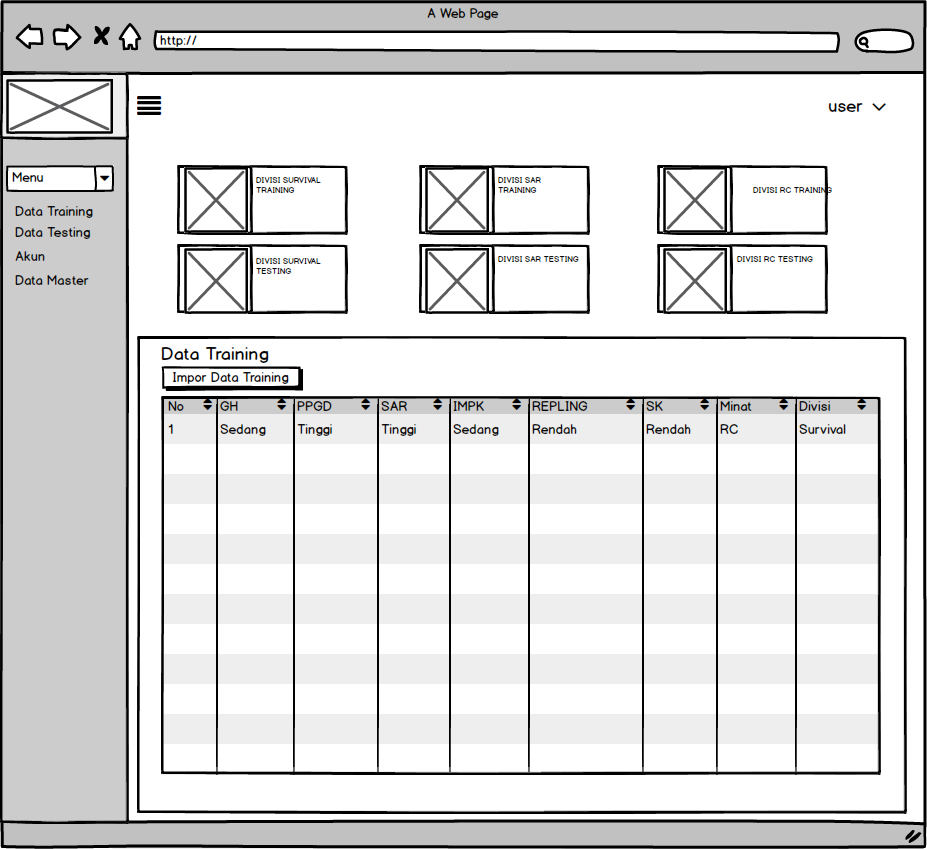 A Web Page
http://
user
Menu
Data Training
Data Testing
Akun
Data Master
DIVISI SURVIVAL
TRAINING
DIVISI SAR
TRAINING
DIVISI RC TRAINING
DIVISI SURVIVAL
TESTING
DIVISI SAR TESTING
DIVISI RC TESTING
Data Training
Impor Data Training
No GH PPGD SAR IMPK REPLING SK Minat Divisi
1 Sedang Tinggi Tinggi Sedang Rendah Rendah RC Survival